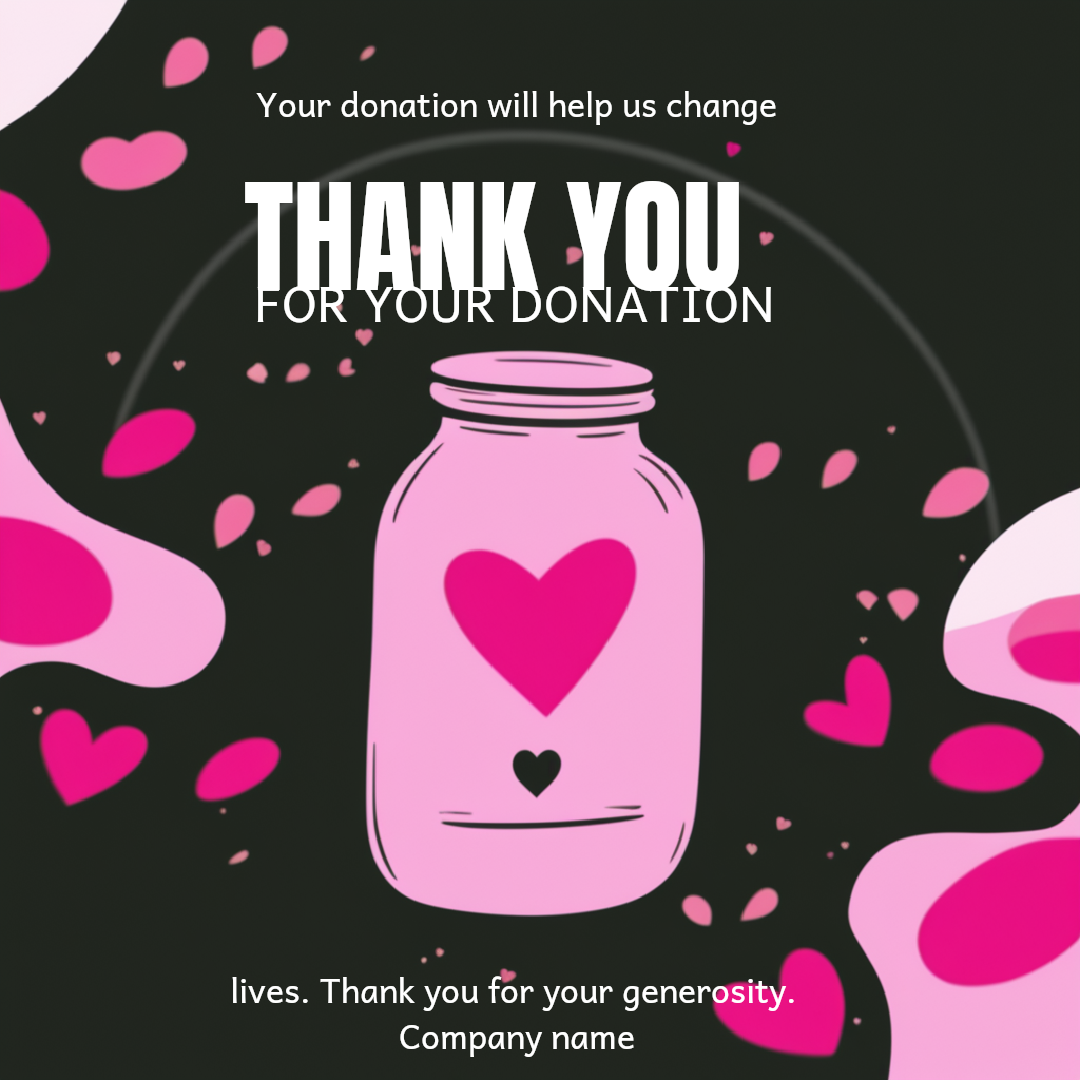 Your donation will help us change
THANK YOU
FOR YOUR DONATION
lives. Thank you for your generosity.
Company name